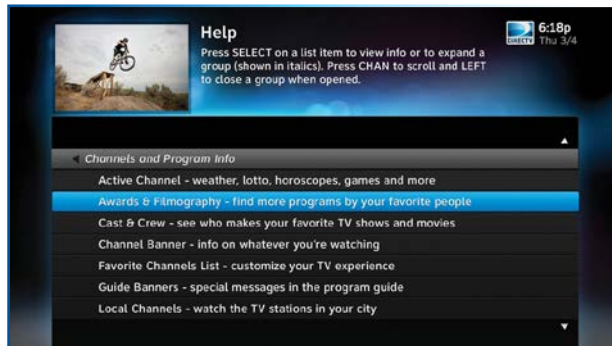 Help
Press SELECT on a list item to view info or to expand a
group (shown in italics). Press CHAN to scroll and LEFT
to close a group when opened.
DIRECTV
6:18p
Thu 3/4
Channels and Program Info
Active Channel - weather, lotto, horoscopes, games and more
Awards & Filmography - find more programs by your favorite people
Cast & Crew - see who makes your favorite TV shows and movies
Channel Banner - info on whatever you're watching
Favorite Channels List - customize your TV experience
Guide Banners - special messages in the program guide
Local Channels - watch the TV stations in your city